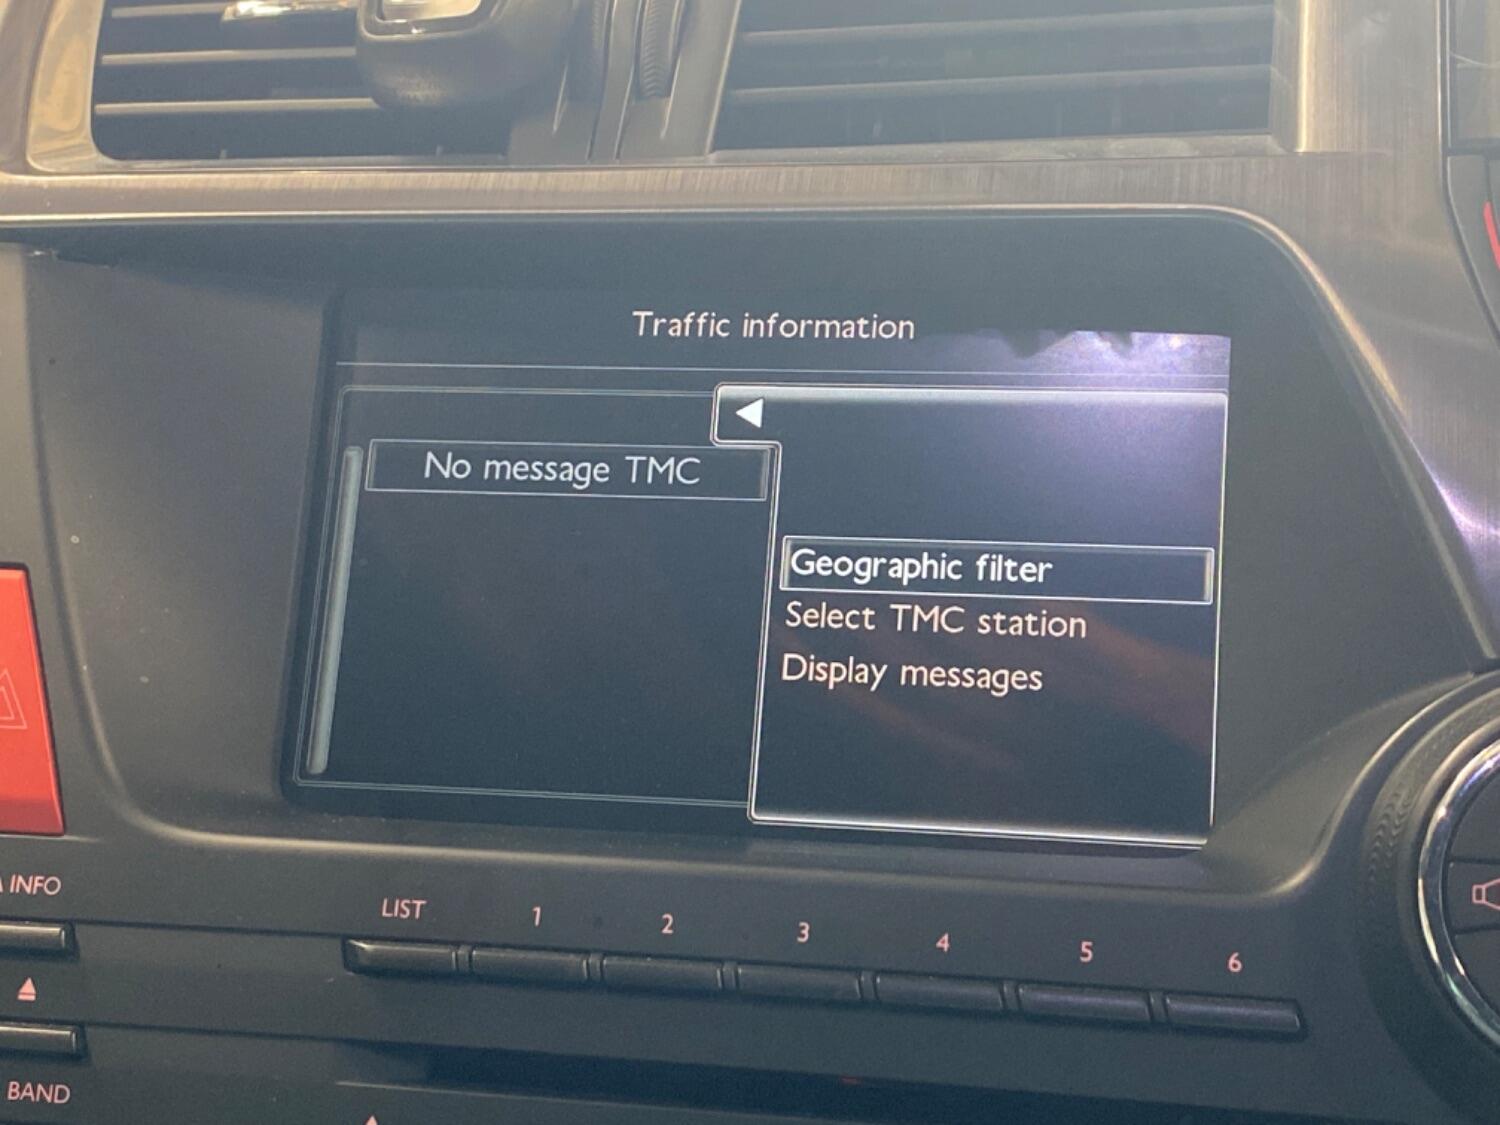 Traffic information
No message TMC
Geographic filter
Select TMC station
Display messages
INFO
LIST 1 2 3 4 5 6
BAND